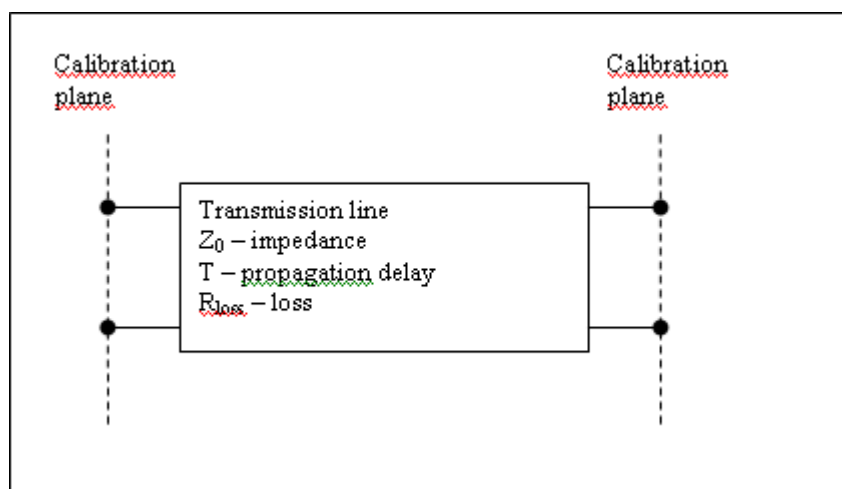 Calibration
plane
Calibration
plane
Transmission line
Z₀ – impedance
T – propagation delay
Rₗₒₛₛ – loss